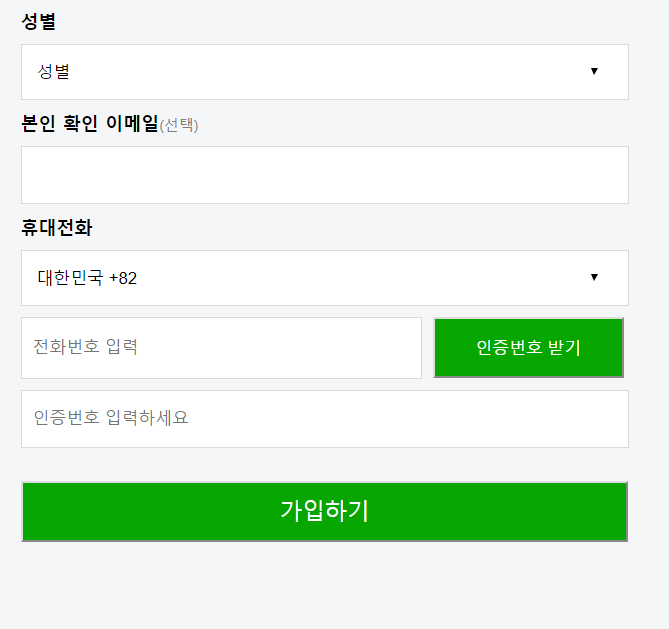 성별
성별
본인 확인 이메일(선택)
휴대전화
대한민국 +82
전화번호 입력 인증번호 받기
인증번호 입력하세요
가입하기